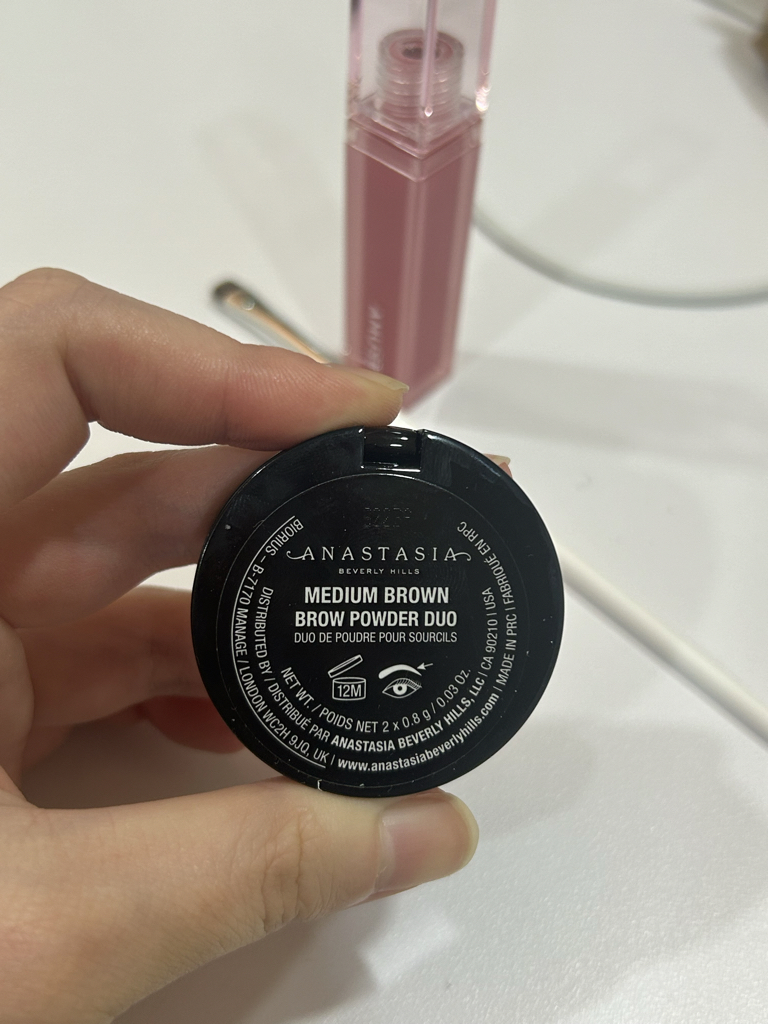 ANASTASIA
BEVERLY HILLS
MEDIUM BROWN
BROW POWDER DUO
DUO DE POUDRE POUR SOURCILS
12M
NET WT. / POIDS NET 2 x 0.8 g / 0.03 Oz.
DISTRIBUTED BY / DISTRIBUÉ PAR ANASTASIA BEVERLY HILLS, LLC | CA 90210 | USA
BIORIUS – B-7170 MANAGE / LONDON WC2H 9JQ. UK | www.anastasiabeverlyhills.com | MADE IN PRC | FABRIQUÉ EN RPC